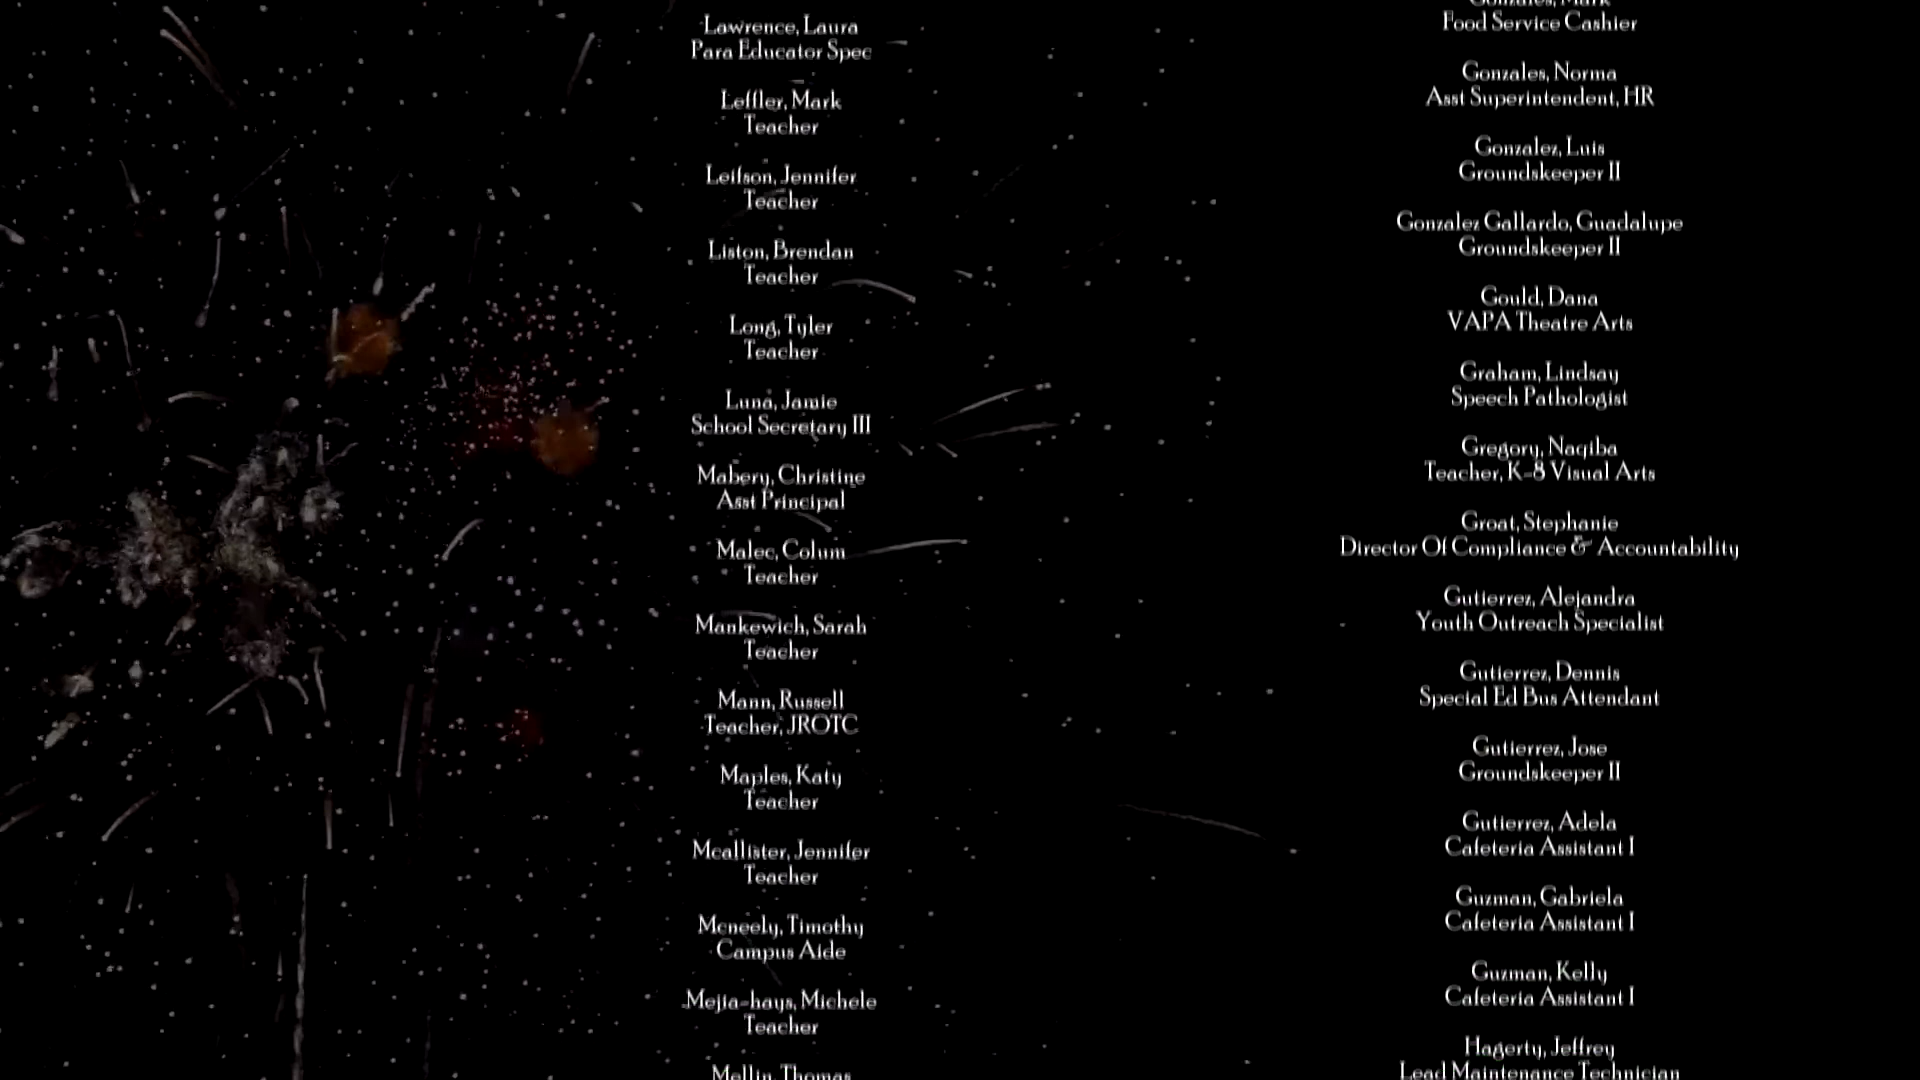 Lawrence, Laura
Para Educator Spec
Leffler, Mark
Teacher
Leifson, Jennifer
Teacher
Liston, Brendan
Teacher
Long, Tyler
Teacher
Luna, Jamie
School Secretary III
Mabery, Christine
Asst Principal
Malec, Colum
Teacher
Mankewich, Sarah
Teacher
Mann, Russell
Teacher, JROTC
Maples, Katy
Teacher
Mcallister, Jennifer
Teacher
Mcneely, Timothy
Campus Aide
Mejia-hays, Michele
Teacher
Mellin, Thomas
Gonzales, Mark
Food Service Cashier
Gonzales, Norma
Asst Superintendent, HR
Gonzalez, Luis
Groundskeeper II
Gonzalez Gallardo, Guadalupe
Groundskeeper II
Gould, Dana
VAPA Theatre Arts
Graham, Lindsay
Speech Pathologist
Gregory, Naqiba
Teacher, K-8 Visual Arts
Groat, Stephanie
Director Of Compliance & Accountability
Gutierrez, Alejandra
Youth Outreach Specialist
Gutierrez, Dennis
Special Ed Bus Attendant
Gutierrez, Jose
Groundskeeper II
Gutierrez, Adela
Cafeteria Assistant I
Guzman, Gabriela
Cafeteria Assistant I
Guzman, Kelly
Cafeteria Assistant I
Hagerty, Jeffrey
Lead Maintenance Technician